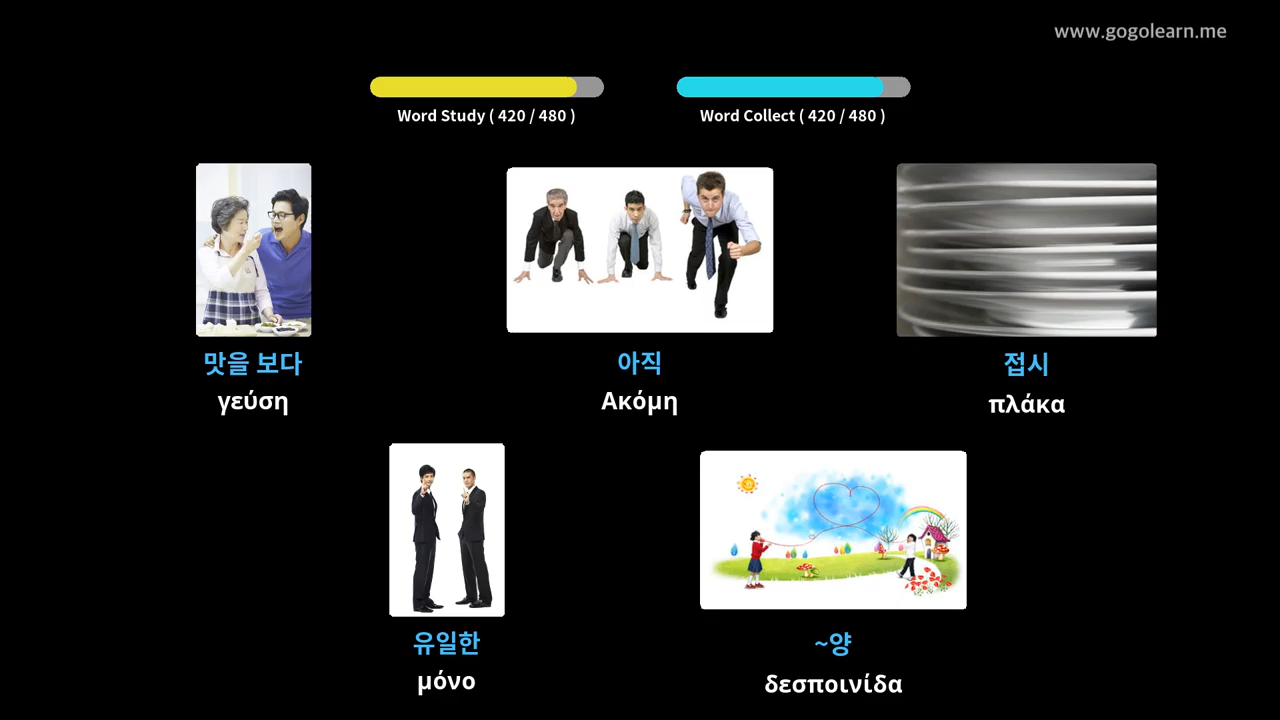 www.gogolearn.me
Word Study ( 420 / 480 )
Word Collect ( 420 / 480 )
맛을 보다
γεύση
아직
Ακόμη
접시
πλάκα
유일한
μόνο
~양
δεσποινίδα